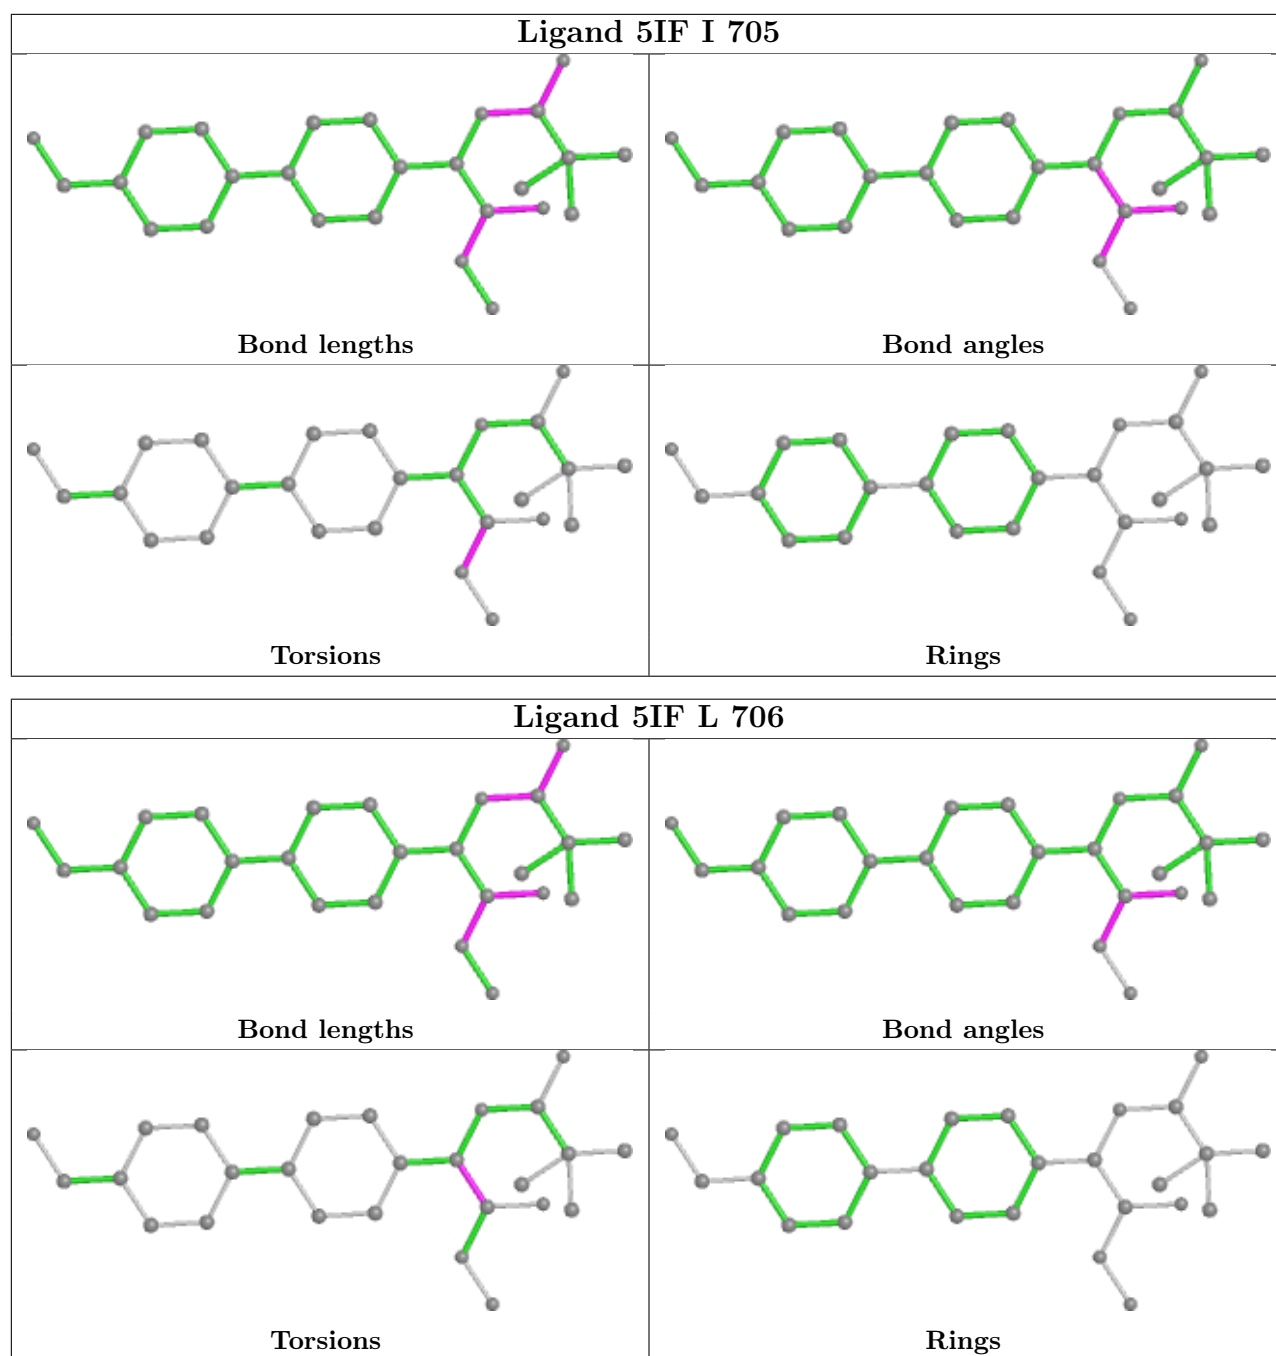 Ligand 5IF I 705
Bond lengths
Bond angles
Torsions
Rings
Ligand 5IF L 706
Bond lengths
Bond angles
Torsions
Rings